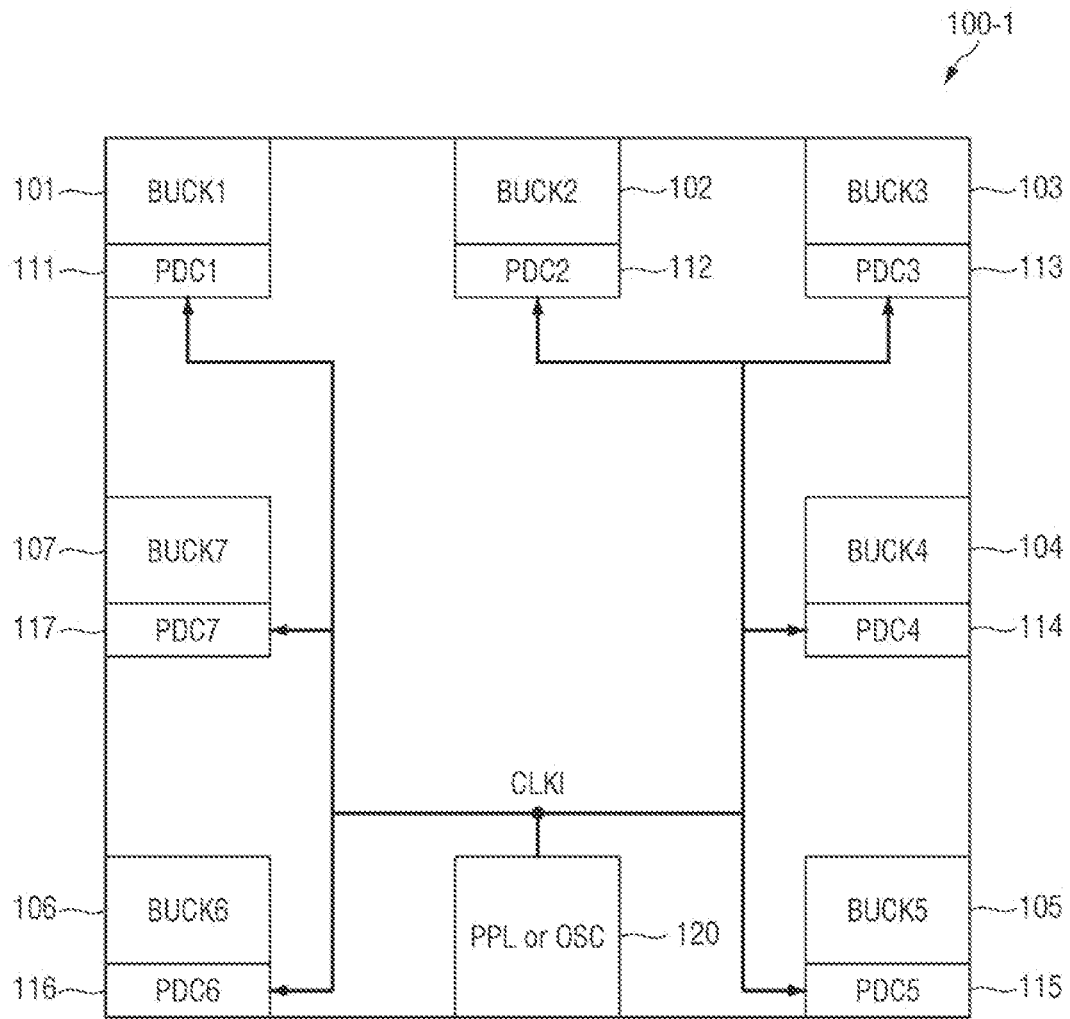 100-1
101 BUCK1 BUCK2 102 BUCK3 103
111 PDC1 PDC2 112 PDC3 113
107 BUCK7 BUCK4 104
117 PDC7 PDC4 114
CLKI
106 BUCK6 PPL or OSC 120 BUCK5 105
116 PDC6 PDC5 115